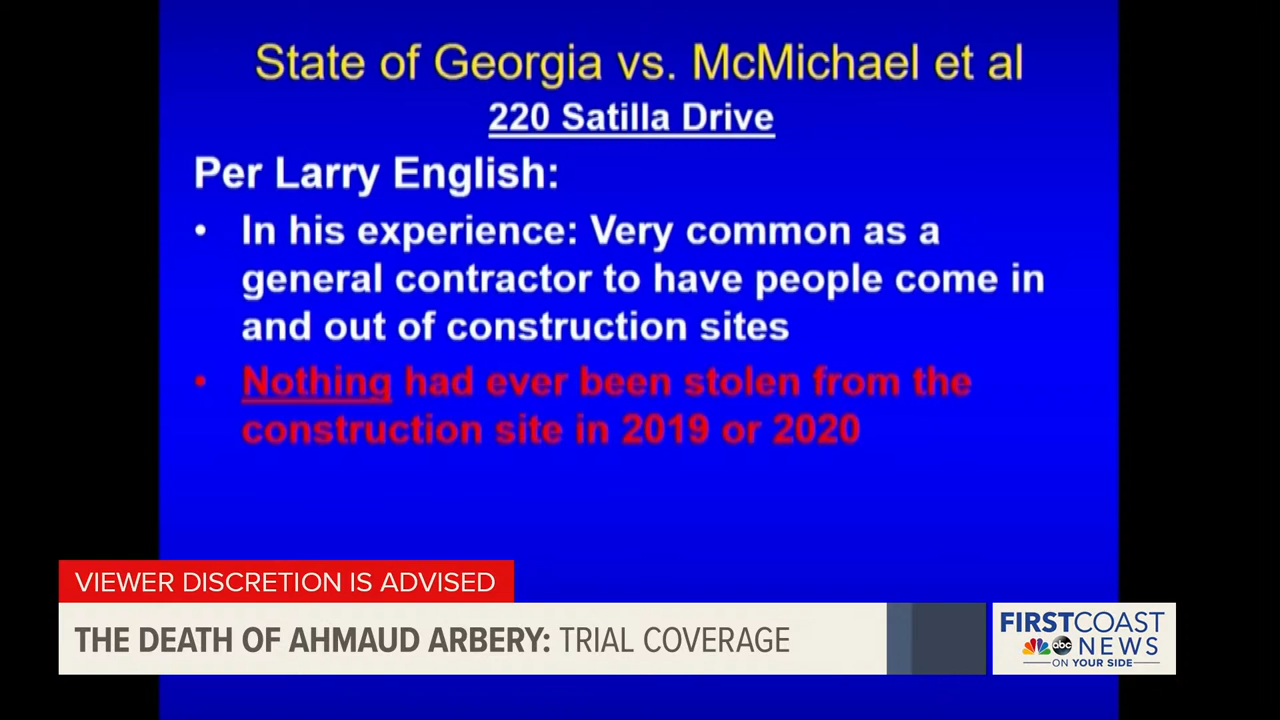 State of Georgia vs. McMichael et al
220 Satilla Drive
Per Larry English:
• In his experience: Very common as a
general contractor to have people come in
and out of construction sites
• Nothing had ever been stolen from the
construction site in 2019 or 2020
VIEWER DISCRETION IS ADVISED
THE DEATH OF AHMAUD ARBERY: TRIAL COVERAGE
FIRST COAST
abc NEWS
ON YOUR SIDE